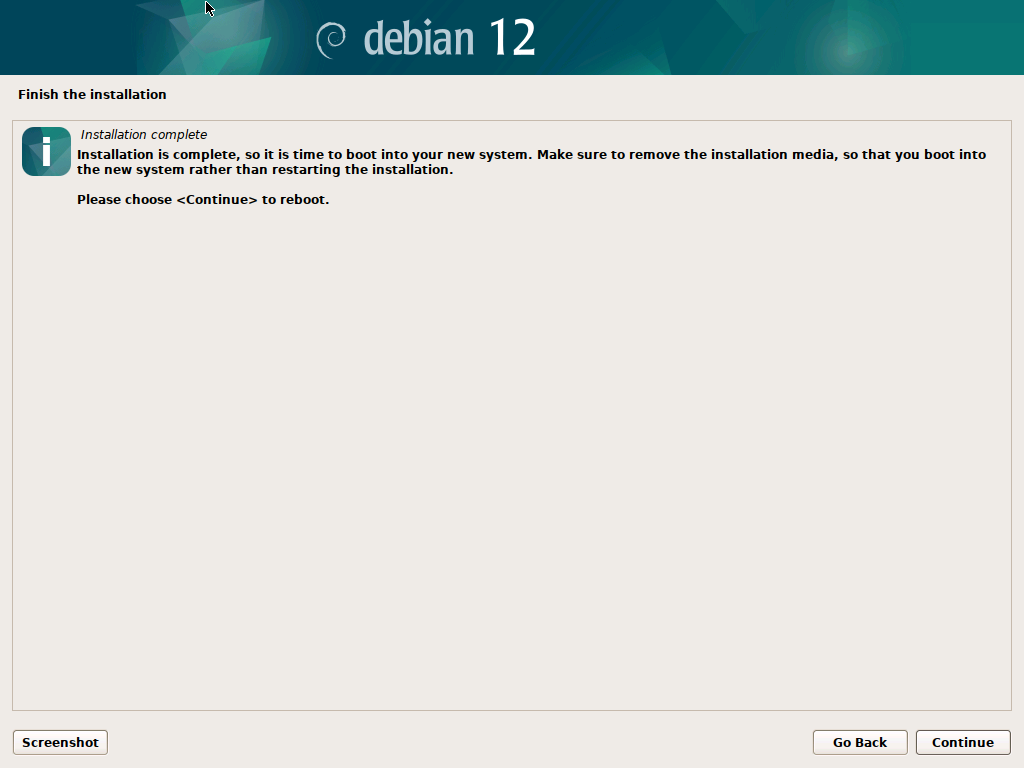 debian 12
Finish the installation
Installation complete
Installation is complete, so it is time to boot into your new system. Make sure to remove the installation media, so that you boot into
the new system rather than restarting the installation.
Please choose <Continue> to reboot.
Screenshot
Go Back
Continue